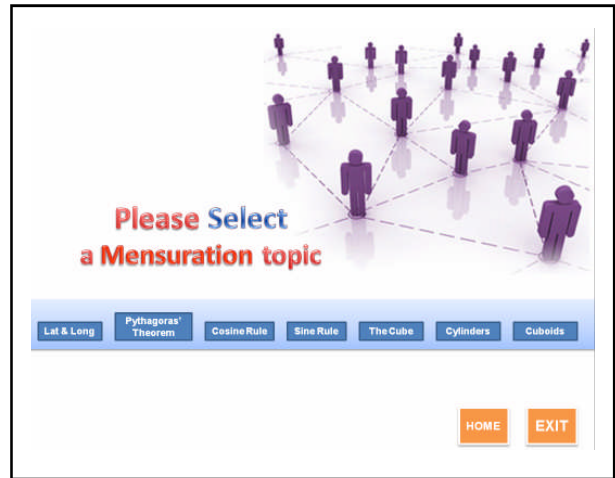 Please Select
a Mensuration topic
Lat & Long
Pythagoras'
Theorem
Cosine Rule
Sine Rule
The Cube
Cylinders
Cuboids
HOME
EXIT